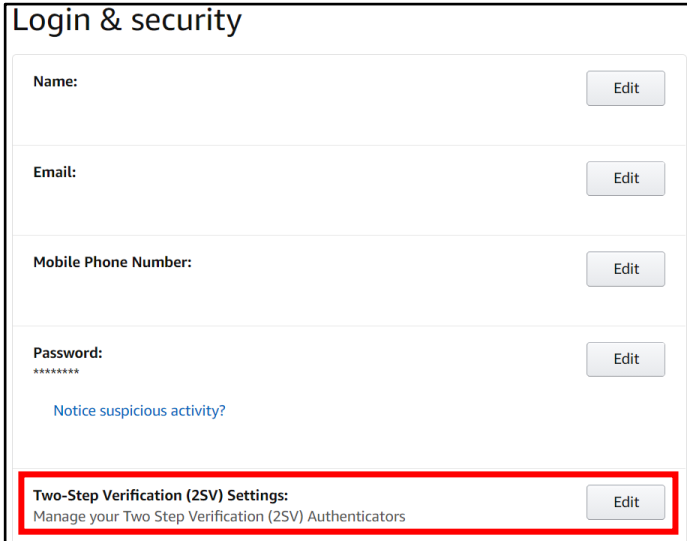 Login & security
Name:
Edit
Email:
Edit
Mobile Phone Number:
Edit
Password:
Edit
********
Notice suspicious activity?
Two-Step Verification (2SV) Settings:
Edit
Manage your Two Step Verification (2SV) Authenticators